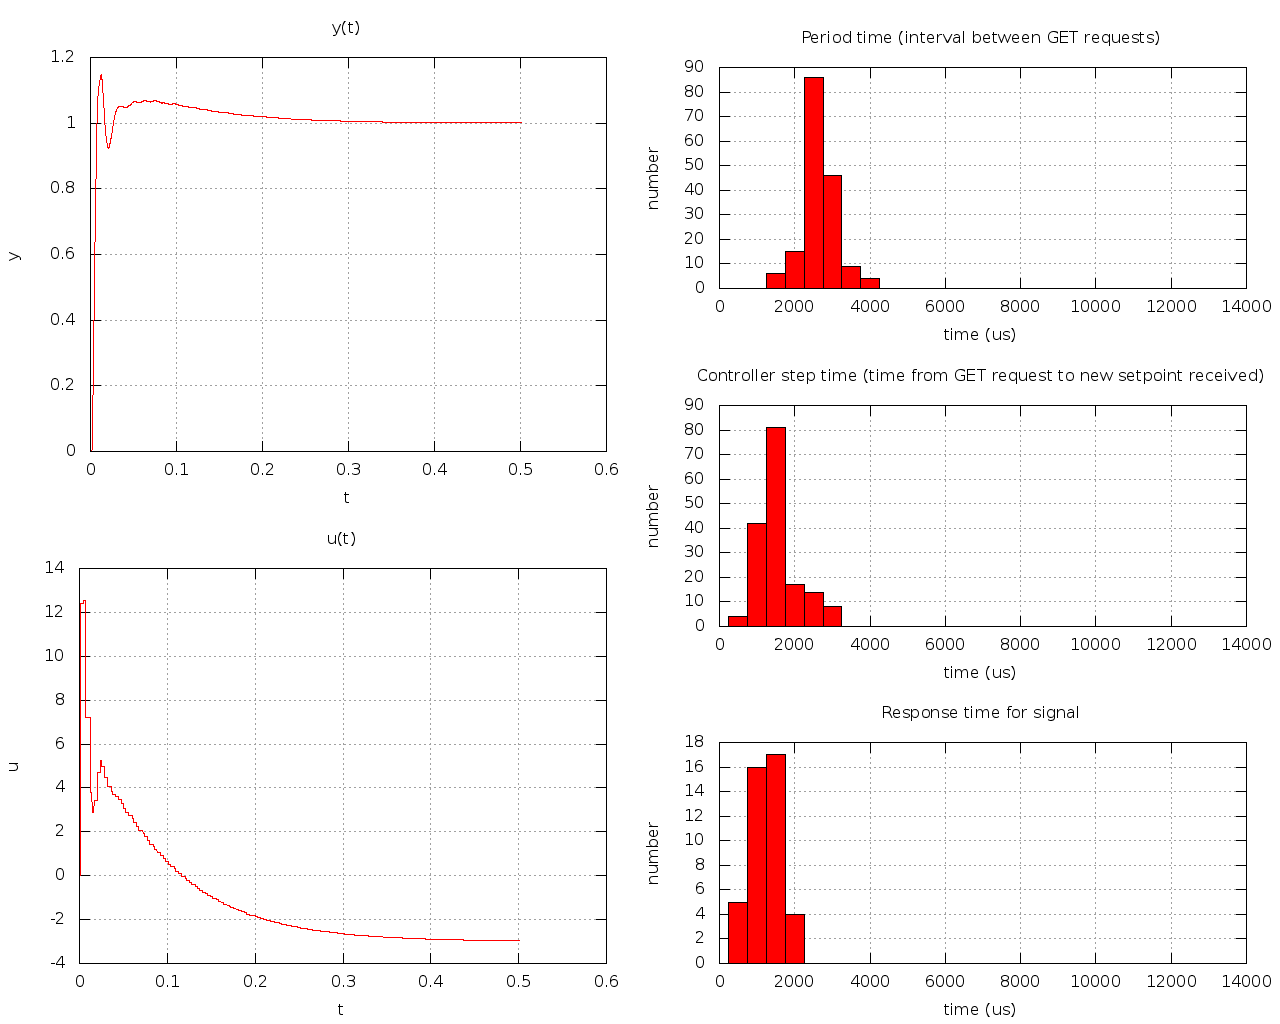 y(t)
1.2
1
0.8
0.6
0.4
0.2
0
y
0 0.1 0.2 0.3 0.4 0.5 0.6
t
u(t)
14
12
10
8
6
4
2
0
-2
-4
u
0 0.1 0.2 0.3 0.4 0.5 0.6
t
Period time (interval between GET requests)
90
80
70
60
50
40
30
20
10
0
number
0 2000 4000 6000 8000 10000 12000 14000
time (us)
Controller step time (time from GET request to new setpoint received)
90
80
70
60
50
40
30
20
10
0
number
0 2000 4000 6000 8000 10000 12000 14000
time (us)
Response time for signal
18
16
14
12
10
8
6
4
2
0
number
0 2000 4000 6000 8000 10000 12000 14000
time (us)